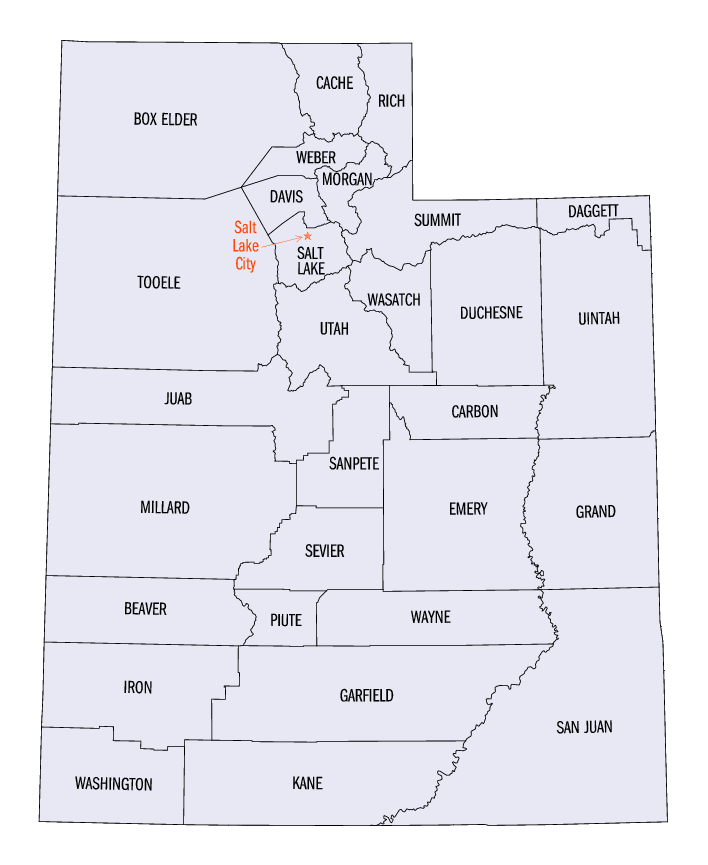 CACHE
RICH
BOX ELDER
WEBER
MORGAN
DAVIS
SUMMIT
DAGGETT
Salt
Lake
City
SALT
LAKE
TOOELE
WASATCH
DUCHESNE
UINTAH
UTAH
JUAB
CARBON
SANPETE
MILLARD
EMERY
GRAND
SEVIER
BEAVER
PIUTE
WAYNE
IRON
GARFIELD
SAN JUAN
WASHINGTON
KANE